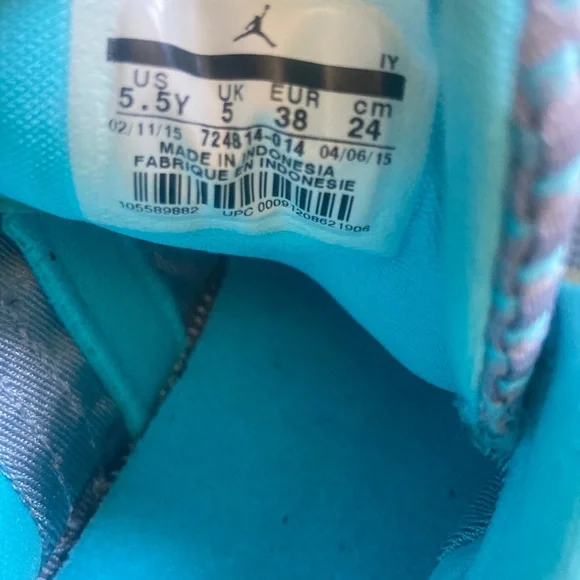 IY
US UK EUR cm
5.5Y 5 38 24
02/11/15 724814-014 04/06/15
MADE IN INDONESIA
FABRIQUE EN INDONESIE
105589882 UPC 00091208621906